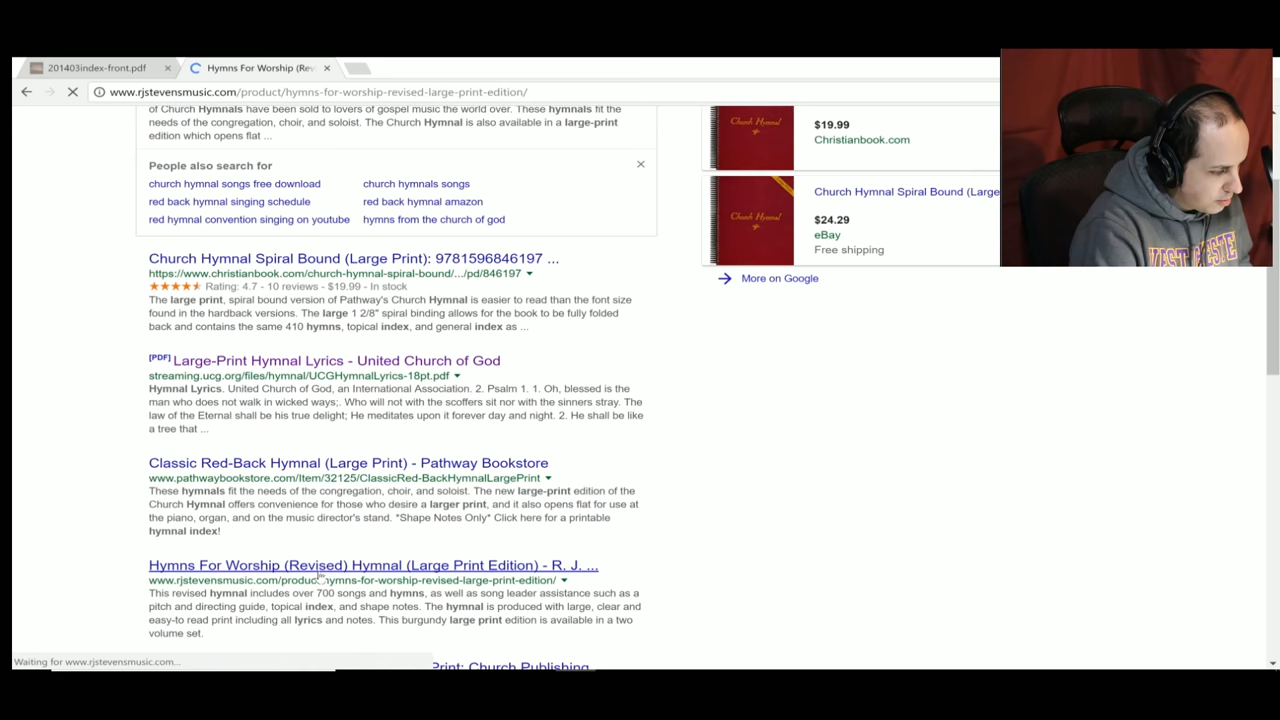 201403index-front.pdf
Hymns For Worship (Rev
www.rjstevensmusic.com/product/hymns-for-worship-revised-large-print-edition/
of Church Hymnals have been sold to lovers of gospel music the world over. These hymnals fit the
needs of the congregation, choir, and soloist. The Church Hymnal is also available in a large-print
edition which opens flat ...
People also search for
church hymnal songs free download
church hymnals songs
red back hymnal singing schedule
red back hymnal amazon
red hymnal convention singing on youtube
hymns from the church of god
Church Hymnal Spiral Bound (Large Print): 9781596846197 ...
https://www.christianbook.com/church-hymnal-spiral-bound/.../pd/846197
Rating: 4.7 - 10 reviews - $19.99 - In stock
The large print, spiral bound version of Pathway's Church Hymnal is easier to read than the font size
found in the hardback versions. The large 1 2/8" spiral binding allows for the book to be fully folded
back and contains the same 410 hymns, topical index, and general index as ...
[PDF] Large-Print Hymnal Lyrics - United Church of God
streaming.ucg.org/files/hymnal/UCGHymnalLyrics-18pt.pdf
Hymnal Lyrics. United Church of God, an International Association. 2. Psalm 1. 1. Oh, blessed is the
man who does not walk in wicked ways;. Who will not with the scoffers sit nor with the sinners stray. The
law of the Eternal shall be his true delight; He meditates upon it forever day and night. 2. He shall be like
a tree that ...
Classic Red-Back Hymnal (Large Print) - Pathway Bookstore
www.pathwaybookstore.com/Item/32125/ClassicRed-BackHymnalLargePrint
These hymnals fit the needs of the congregation, choir, and soloist. The new large-print edition of the
Church Hymnal offers convenience for those who desire a larger print, and it also opens flat for use at
the piano, organ, and on the music director's stand. *Shape Notes Only* Click here for a printable
hymnal index!
Hymns For Worship (Revised) Hymnal (Large Print Edition) - R. J. ...
www.rjstevensmusic.com/product/hymns-for-worship-revised-large-print-edition/
This revised hymnal includes over 700 songs and hymns, as well as song leader assistance such as a
pitch and directing guide, topical index, and shape notes. The hymnal is produced with large, clear and
easy-to read print including all lyrics and notes. This burgundy large print edition is available in a two
volume set.
Print: Church Publishing
Waiting for www.rjstevensmusic.com...
Church Hymnal
$19.99
Christianbook.com
Church Hymnal
Church Hymnal Spiral Bound (Large
$24.29
eBay
Free shipping
More on Google